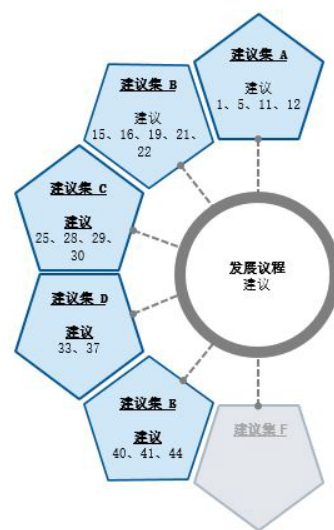 建议集 A
建议
1、5、11、12
建议集 B
建议
15、16、19、21、
22
建议集 C
建议
25、28、29、
30
建议集 D
建议
33、37
建议集 E
建议
40、41、44
建议集 F
发展议程
建议